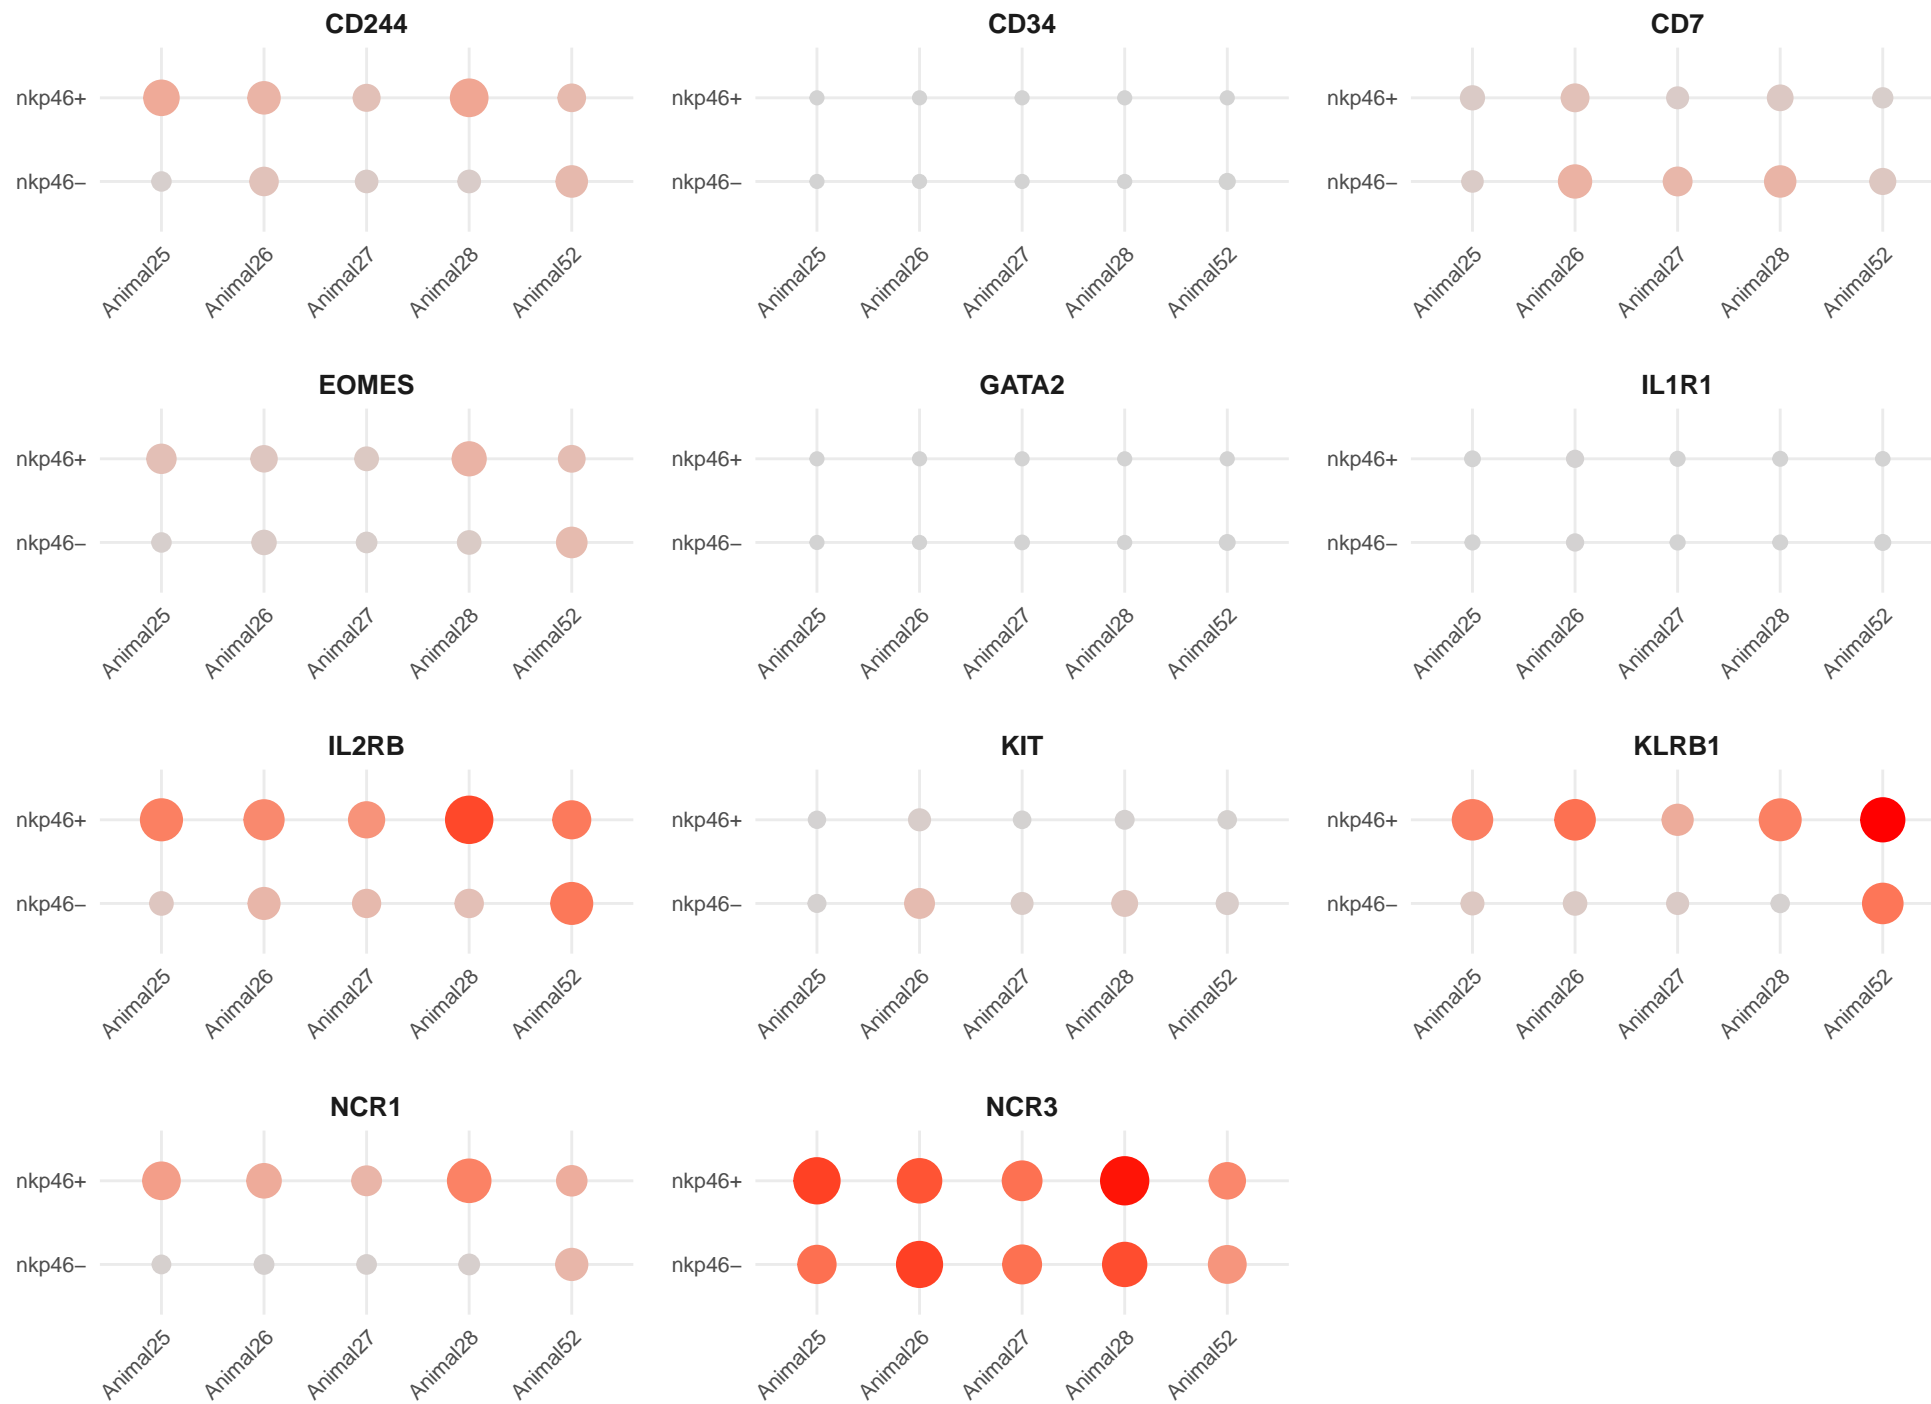 CD244 CD34 CD7
nkp46+ nkp46+ nkp46+
nkp46– nkp46– nkp46–
Animal25 Animal26 Animal27 Animal28 Animal52 Animal25 Animal26 Animal27 Animal28 Animal52 Animal25 Animal26 Animal27 Animal28 Animal52
EOMES GATA2 IL1R1
nkp46+ nkp46+ nkp46+
nkp46– nkp46– nkp46–
Animal25 Animal26 Animal27 Animal28 Animal52 Animal25 Animal26 Animal27 Animal28 Animal52 Animal25 Animal26 Animal27 Animal28 Animal52
IL2RB KIT KLRB1
nkp46+ nkp46+ nkp46+
nkp46– nkp46– nkp46–
Animal25 Animal26 Animal27 Animal28 Animal52 Animal25 Animal26 Animal27 Animal28 Animal52 Animal25 Animal26 Animal27 Animal28 Animal52
NCR1 NCR3
nkp46+ nkp46+
nkp46– nkp46–
Animal25 Animal26 Animal27 Animal28 Animal52 Animal25 Animal26 Animal27 Animal28 Animal52